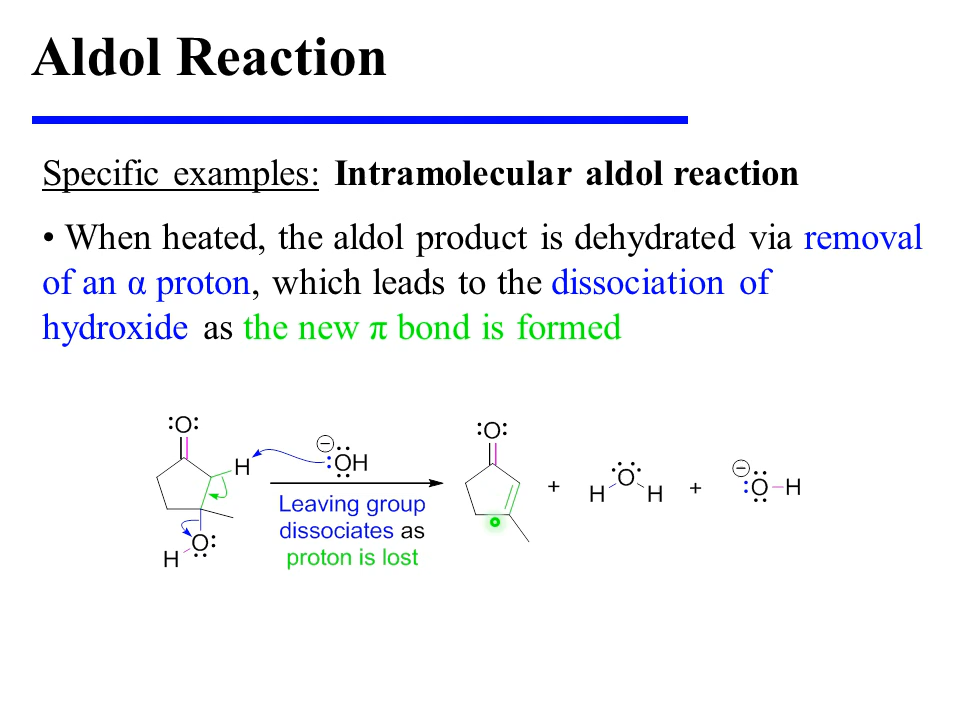 Aldol Reaction
Specific examples: Intramolecular aldol reaction
• When heated, the aldol product is dehydrated via removal
of an α proton, which leads to the dissociation of
hydroxide as the new π bond is formed
O
H
O
H
− OH
Leaving group
dissociates as
proton is lost
O
+
H O H
+
− O H